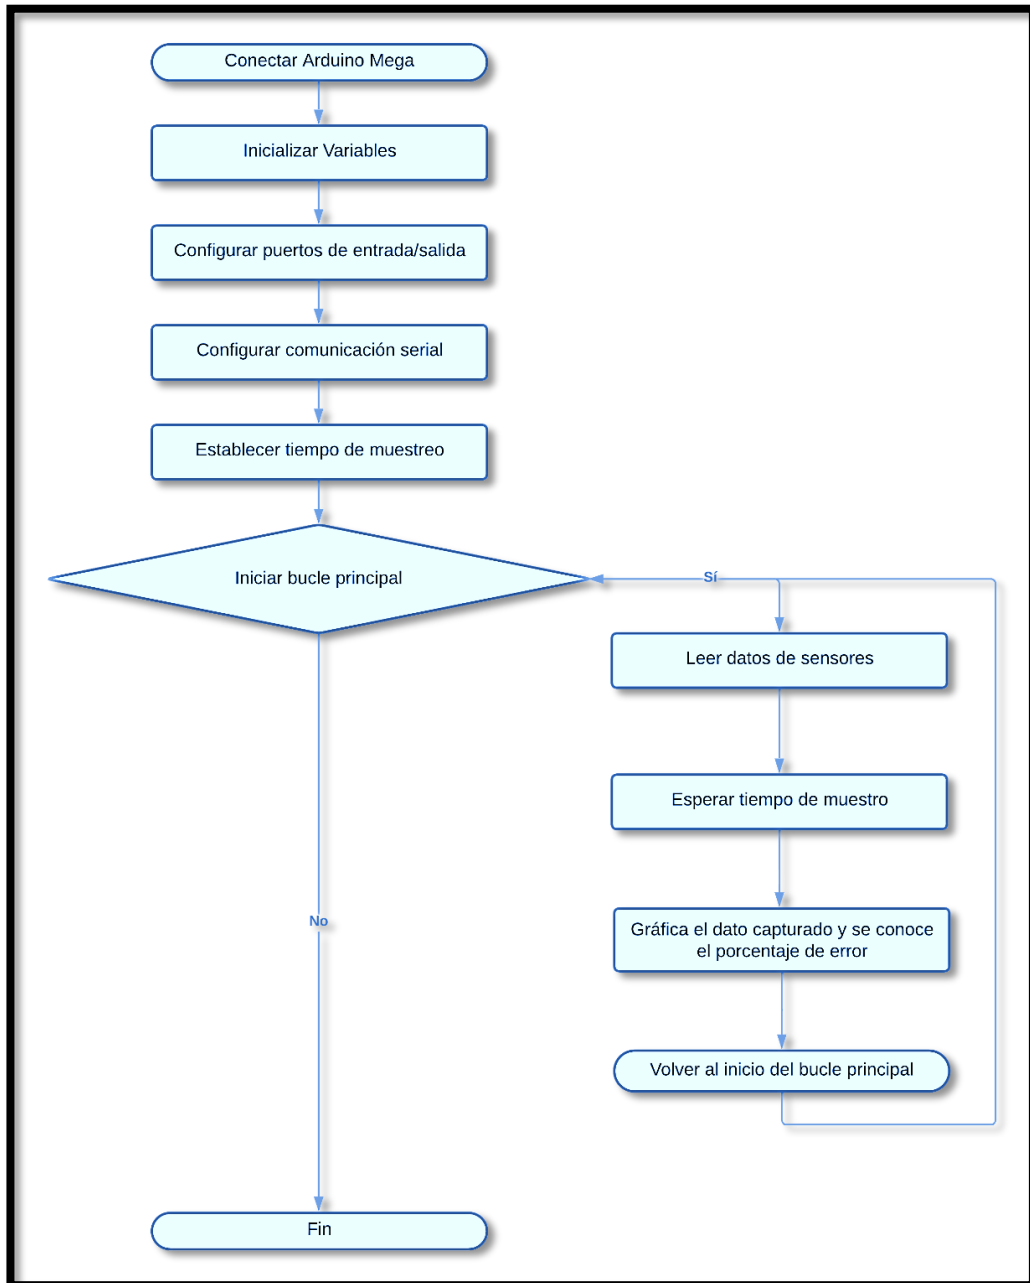 Conectar Arduino Mega
Inicializar Variables
Configurar puertos de entrada/salida
Configurar comunicación serial
Establecer tiempo de muestreo
Iniciar bucle principal
Sí
Leer datos de sensores
Esperar tiempo de muestro
Gráfica el dato capturado y se conoce
el porcentaje de error
Volver al inicio del bucle principal
No
Fin